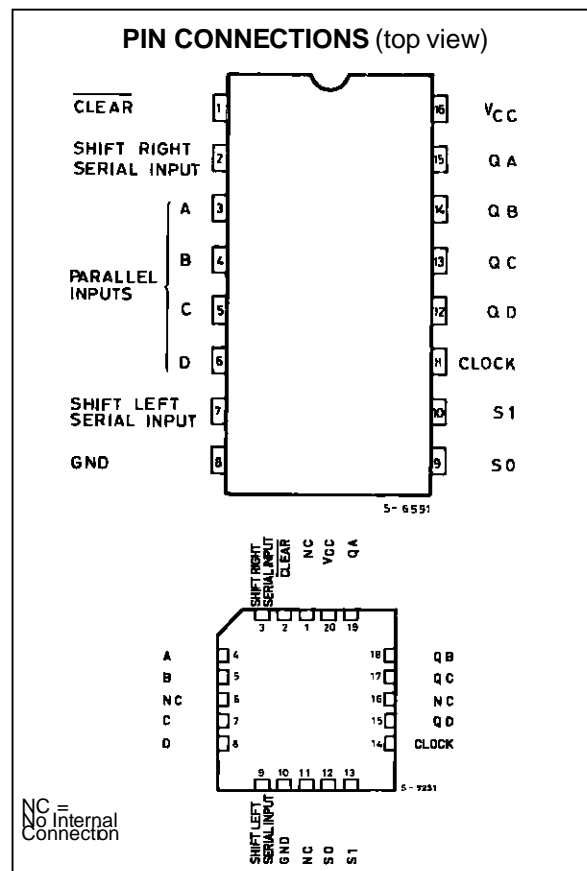 PIN CONNECTIONS (top view)
CLEAR 1 16 VCC
SHIFT RIGHT
SERIAL INPUT 2 15 QA
A 3 14 QB
B 4 13 QC
PARALLEL
INPUTS
C 5 12 QD
D 6 11 CLOCK
SHIFT LEFT
SERIAL INPUT 7 10 S1
GND 8 9 S0
S-6591
SHIFT RIGHT
SERIAL INPUT
CLEAR
NC
VCC
QA
3 2 1 20 19
A 4 18 QB
B 5 17 QC
NC 6 16 NC
C 7 15 QD
D 8 14 CLOCK
9 10 11 12 13
S-7231
SHIFT LEFT
SERIAL INPUT
GND
NC
S0
S1
NC =
No Internal
Connection